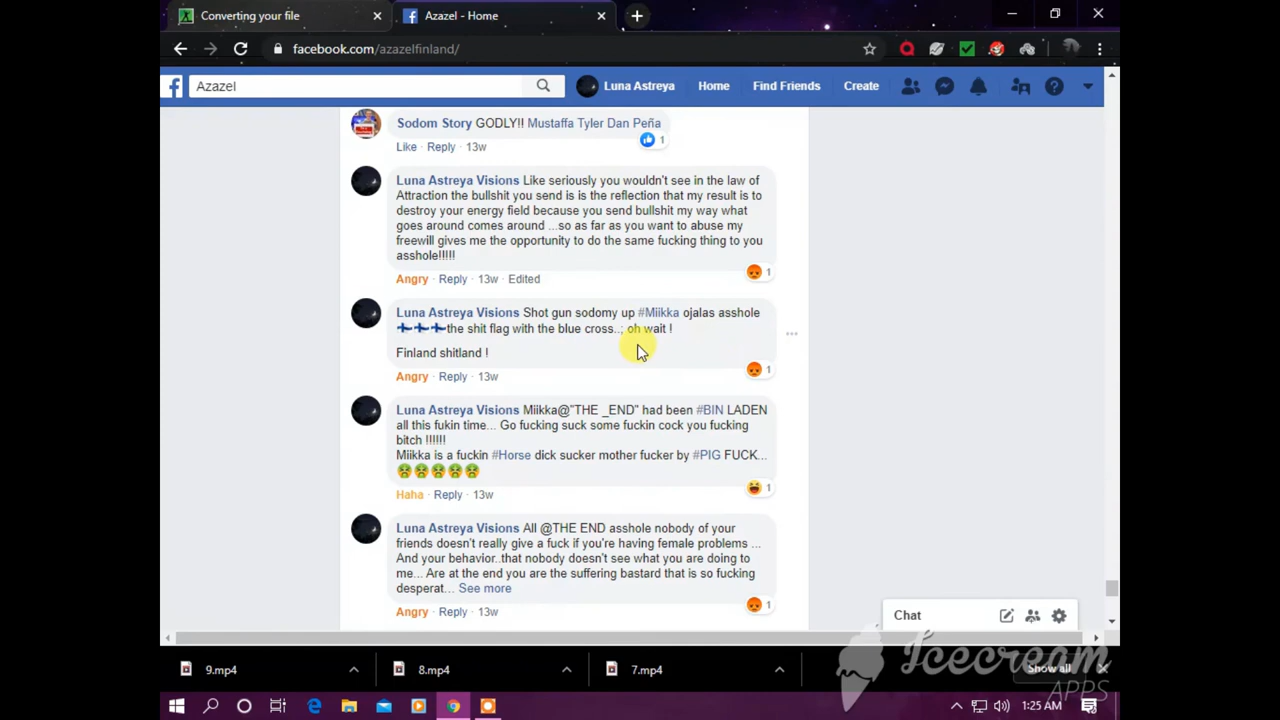 Converting your file
Azazel - Home
facebook.com/azazelfinland/
Azazel
Luna Astreya Home Find Friends Create
Sodom Story GODLY!! Mustaffa Tyler Dan Peña
1
Like · Reply · 13w
Luna Astreya Visions Like seriously you wouldn't see in the law of
Attraction the bullshit you send is is the reflection that my result is to
destroy your energy field because you send bullshit my way what
goes around comes around ...so as far as you want to abuse my
freewill gives me the opportunity to do the same fucking thing to you
asshole!!!!!
1
Angry · Reply · 13w · Edited
Luna Astreya Visions Shot gun sodomy up #Miikka ojalas asshole
🇫🇮🇫🇮🇫🇮the shit flag with the blue cross..; oh wait !
Finland shitland !
1
Angry · Reply · 13w
Luna Astreya Visions Miikka@"THE _END" had been #BIN LADEN
all this fukin time... Go fucking suck some fuckin cock you fucking
bitch !!!!!!
Miikka is a fuckin #Horse dick sucker mother fucker by #PIG FUCK...
🤮🤮🤮🤮🤮
1
Haha · Reply · 13w
Luna Astreya Visions All @THE END asshole nobody of your
friends doesn't really give a fuck if you're having female problems ...
And your behavior..that nobody doesn't see what you are doing to
me... Are at the end you are the suffering bastard that is so fucking
desperat... See more
1
Angry · Reply · 13w
Chat
9.mp4
8.mp4
7.mp4
Show all
Icecream
APPS
1:25 AM